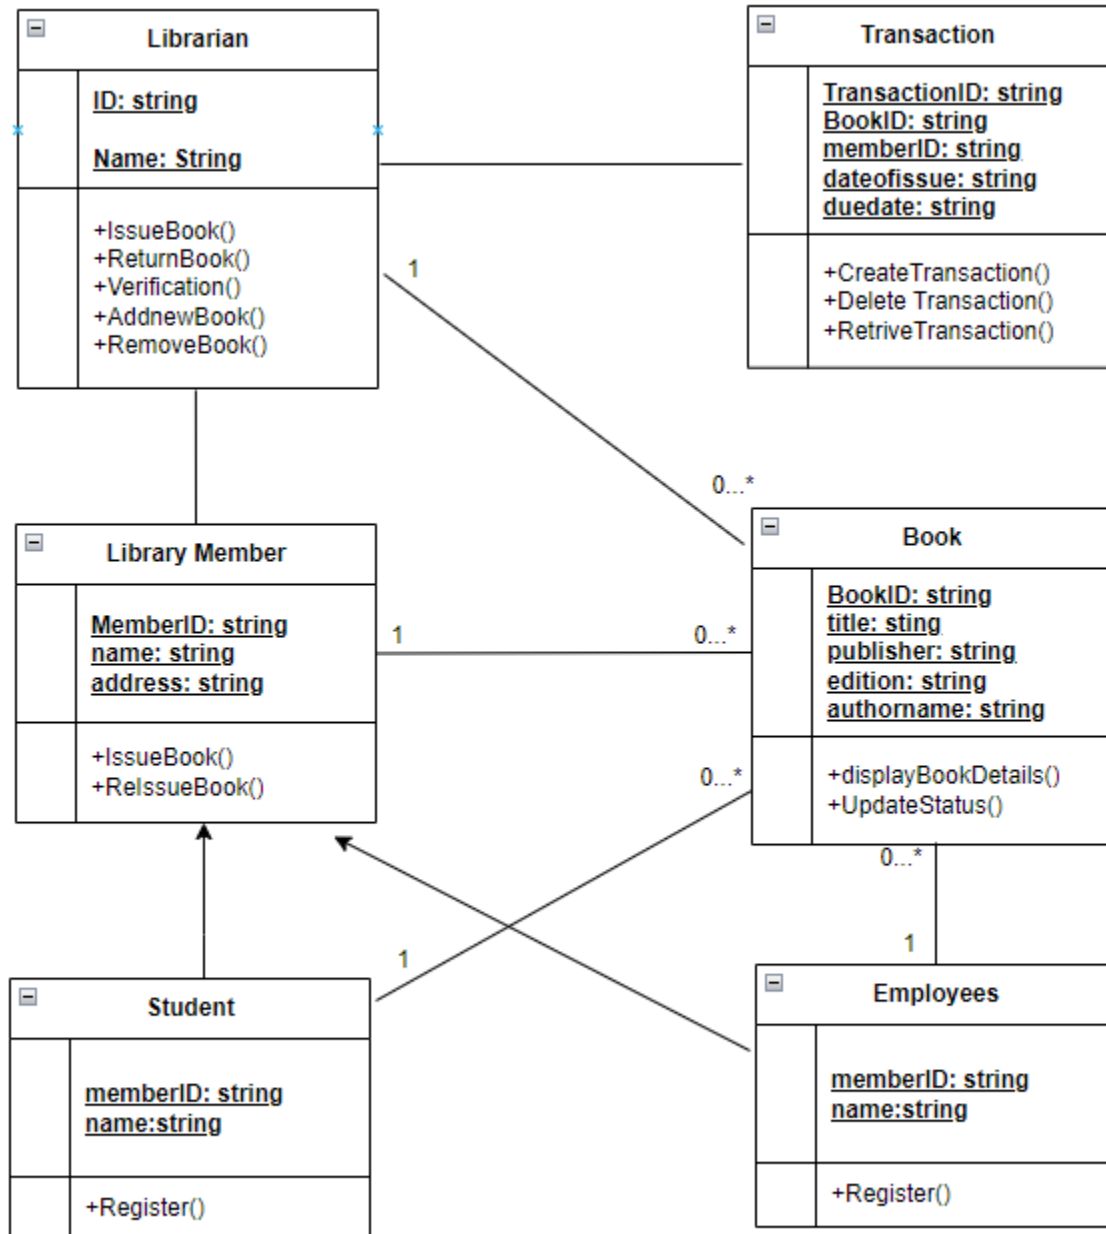 Librarian
ID: string
Name: String
+IssueBook()
+ReturnBook()
+Verification()
+AddnewBook()
+RemoveBook()
Transaction
TransactionID: string
BookID: string
memberID: string
dateofissue: string
duedate: string
+CreateTransaction()
+Delete Transaction()
+RetriveTransaction()
1
0...*
Library Member
MemberID: string
name: string
address: string
+IssueBook()
+ReIssueBook()
1
0...*
Book
BookID: string
title: sting
publisher: string
edition: string
authorname: string
+displayBookDetails()
+UpdateStatus()
0...*
0...*
1
1
Student
memberID: string
name:string
+Register()
Employees
memberID: string
name:string
+Register()